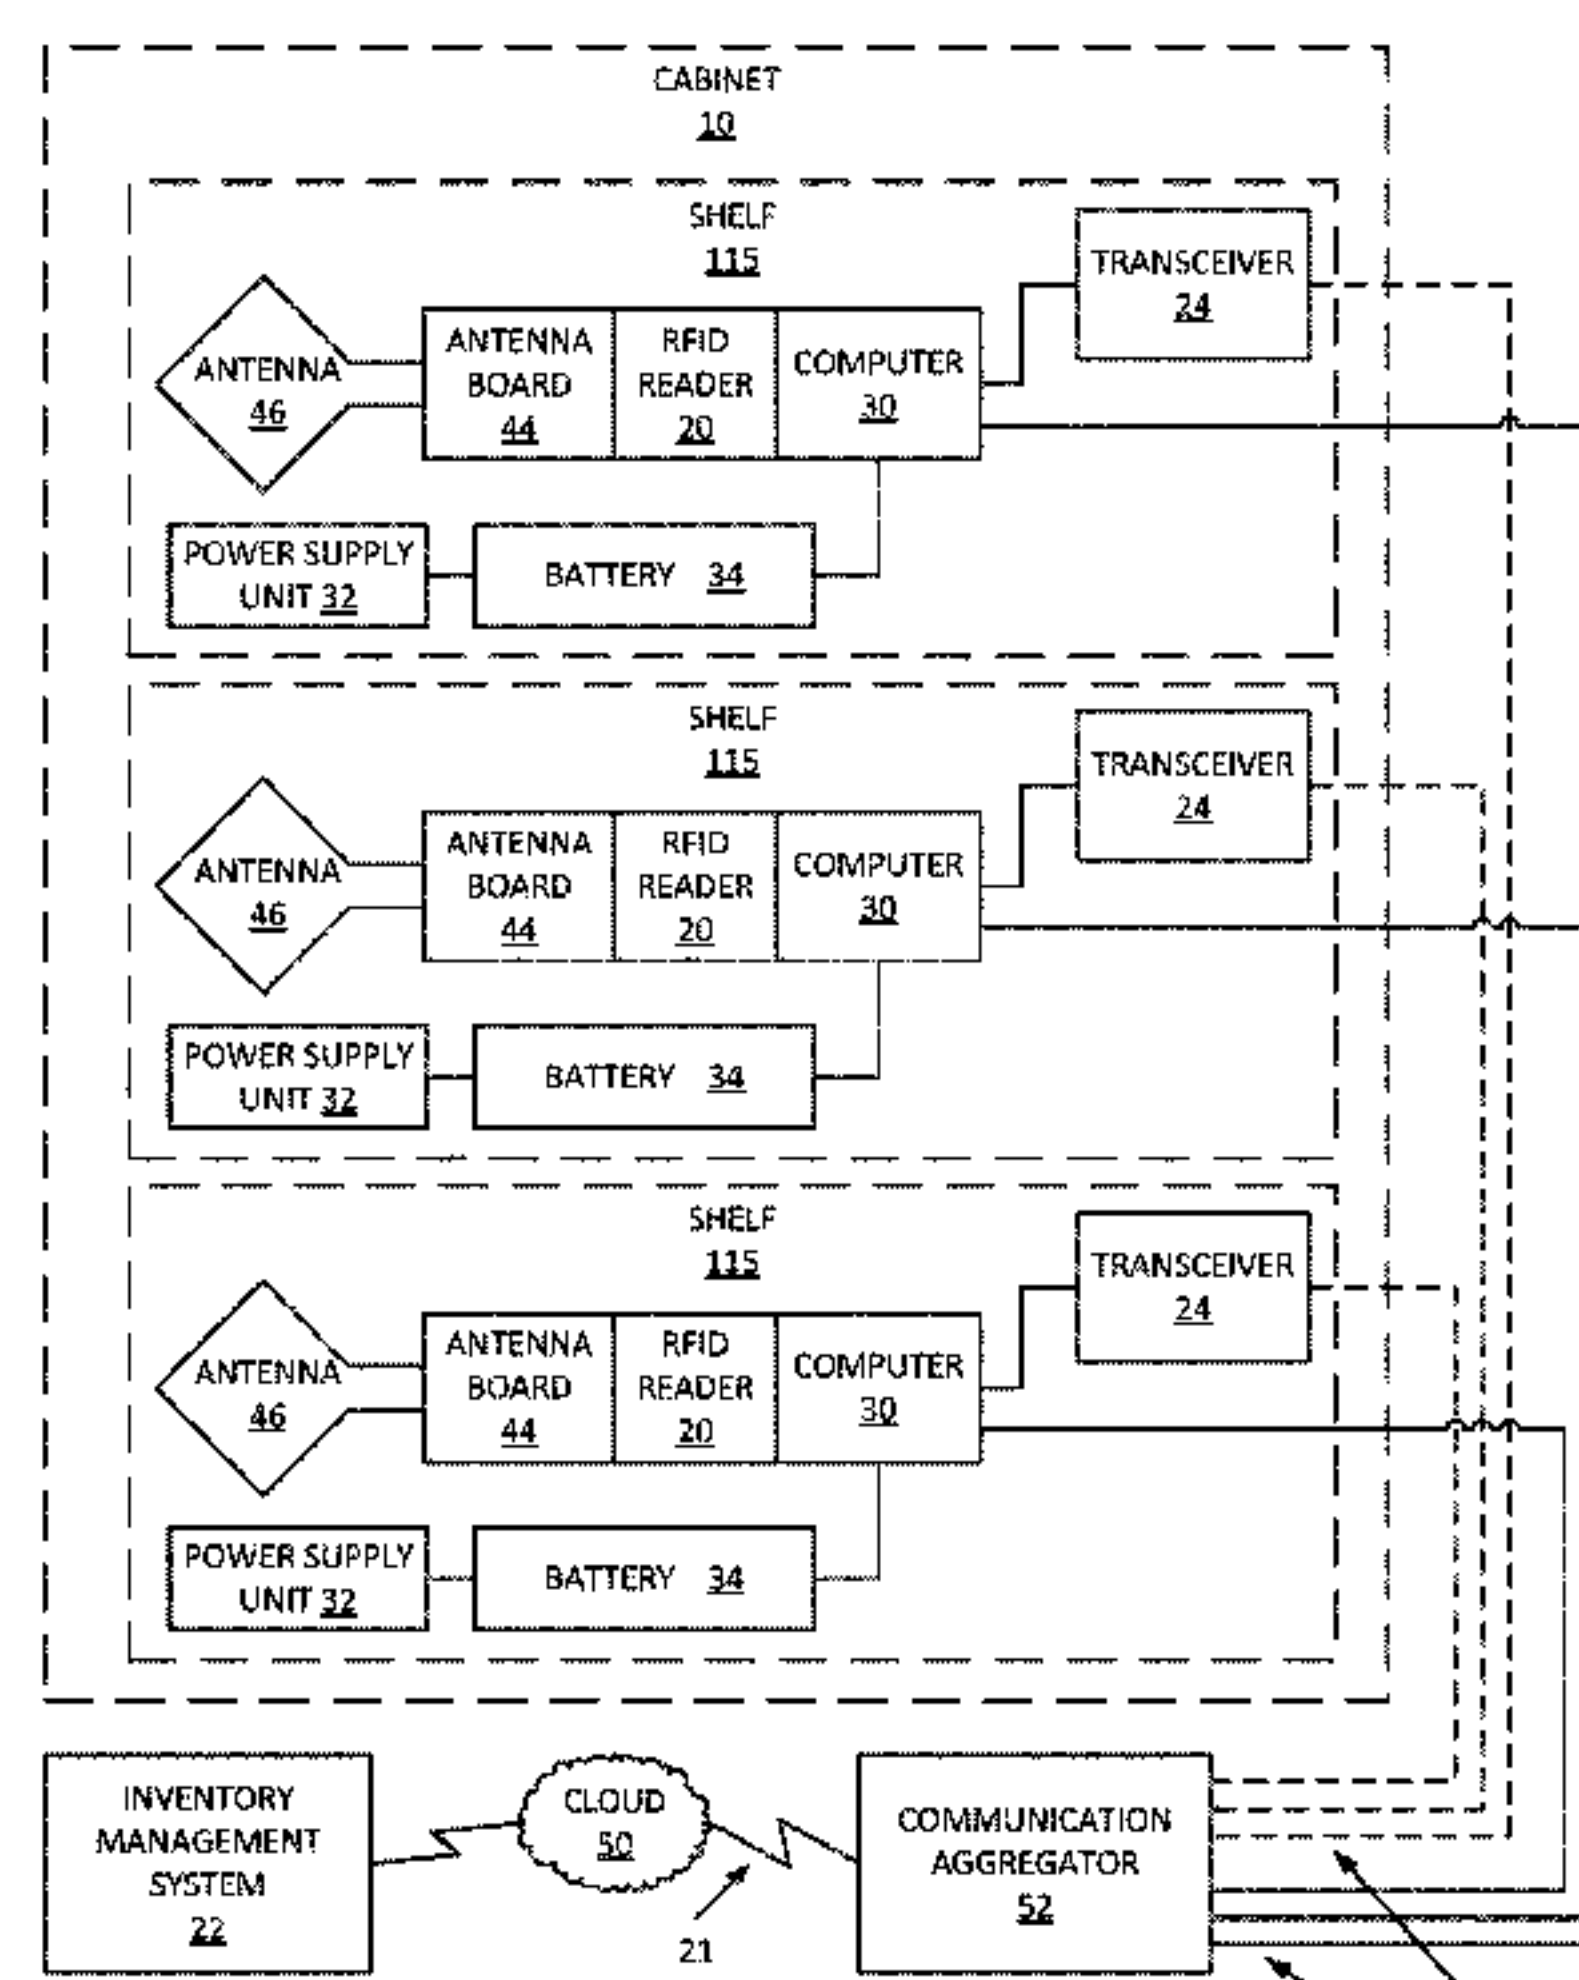 CABINET
10
SHELF
115
TRANSCEIVER
24
ANTENNA
46
ANTENNA
BOARD
44
RFID
READER
20
COMPUTER
30
POWER SUPPLY
UNIT 32
BATTERY 34
SHELF
115
TRANSCEIVER
24
ANTENNA
46
ANTENNA
BOARD
44
RFID
READER
20
COMPUTER
30
POWER SUPPLY
UNIT 32
BATTERY 34
SHELF
115
TRANSCEIVER
24
ANTENNA
46
ANTENNA
BOARD
44
RFID
READER
20
COMPUTER
30
POWER SUPPLY
UNIT 32
BATTERY 34
INVENTORY
MANAGEMENT
SYSTEM
22
CLOUD
50
21
COMMUNICATION
AGGREGATOR
52